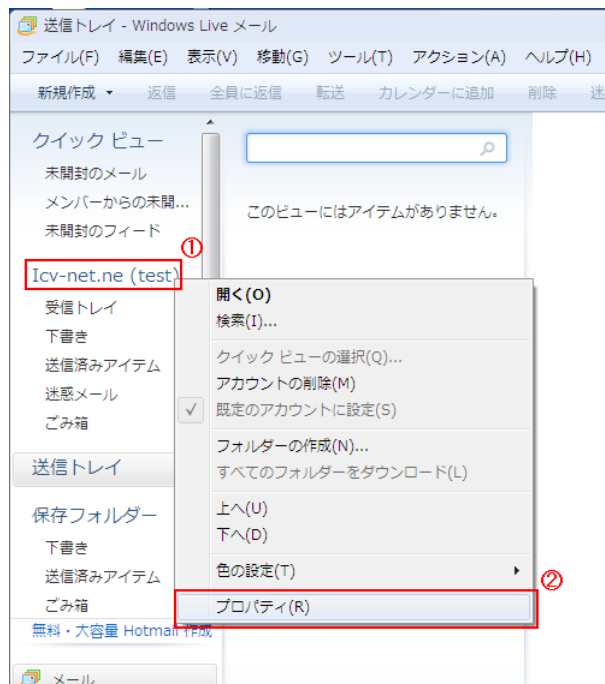 送信トレイ - Windows Live メール
ファイル(F) 編集(E) 表示(V) 移動(G) ツール(T) アクション(A) ヘルプ(H)
新規作成 返信 全員に返信 転送 カレンダーに追加 削除 迷
クイック ビュー
未開封のメール
メンバーからの未開...
未開封のフィード
このビューにはアイテムがありません。
①
Icv-net.ne (test)
受信トレイ
下書き
送信済みアイテム
迷惑メール
ごみ箱
送信トレイ
保存フォルダー
下書き
送信済みアイテム
ごみ箱
無料・大容量 Hotmail 作成
メール
開く(O)
検索(I)...
クイック ビューの選択(Q)...
アカウントの削除(M)
既定のアカウントに設定(S)
フォルダーの作成(N)...
すべてのフォルダーをダウンロード(L)
上へ(U)
下へ(D)
色の設定(T)
②
プロパティ(R)